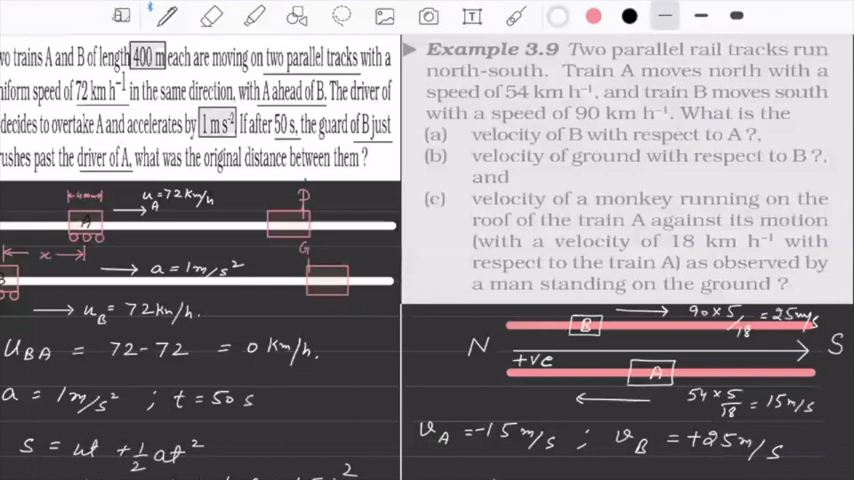 wo trains A and B of length 400 m each are moving on two parallel tracks with a
niform speed of 72 km h⁻¹ in the same direction, with A ahead of B. The driver of
decides to overtake A and accelerates by 1 m s⁻². If after 50 s, the guard of B just
rushes past the driver of A, what was the original distance between them ?
A
u = 72 km/h
A
D
G
x
a = 1 m/s²
B
u_B = 72 km/h.
u_BA = 72-72 = 0 km/h.
a = 1 m/s² ; t = 50 s
s = ut + ½ at²
Example 3.9 Two parallel rail tracks run
north-south. Train A moves north with a
speed of 54 km h⁻¹, and train B moves south
with a speed of 90 km h⁻¹. What is the
(a) velocity of B with respect to A ?,
(b) velocity of ground with respect to B ?,
and
(c) velocity of a monkey running on the
roof of the train A against its motion
(with a velocity of 18 km h⁻¹ with
respect to the train A) as observed by
a man standing on the ground ?
B
90 × 5/18 = 25 m/s
N
S
+ve
A
54 × 5/18 = 15 m/s
v_A = -15 m/s ; v_B = +25 m/s